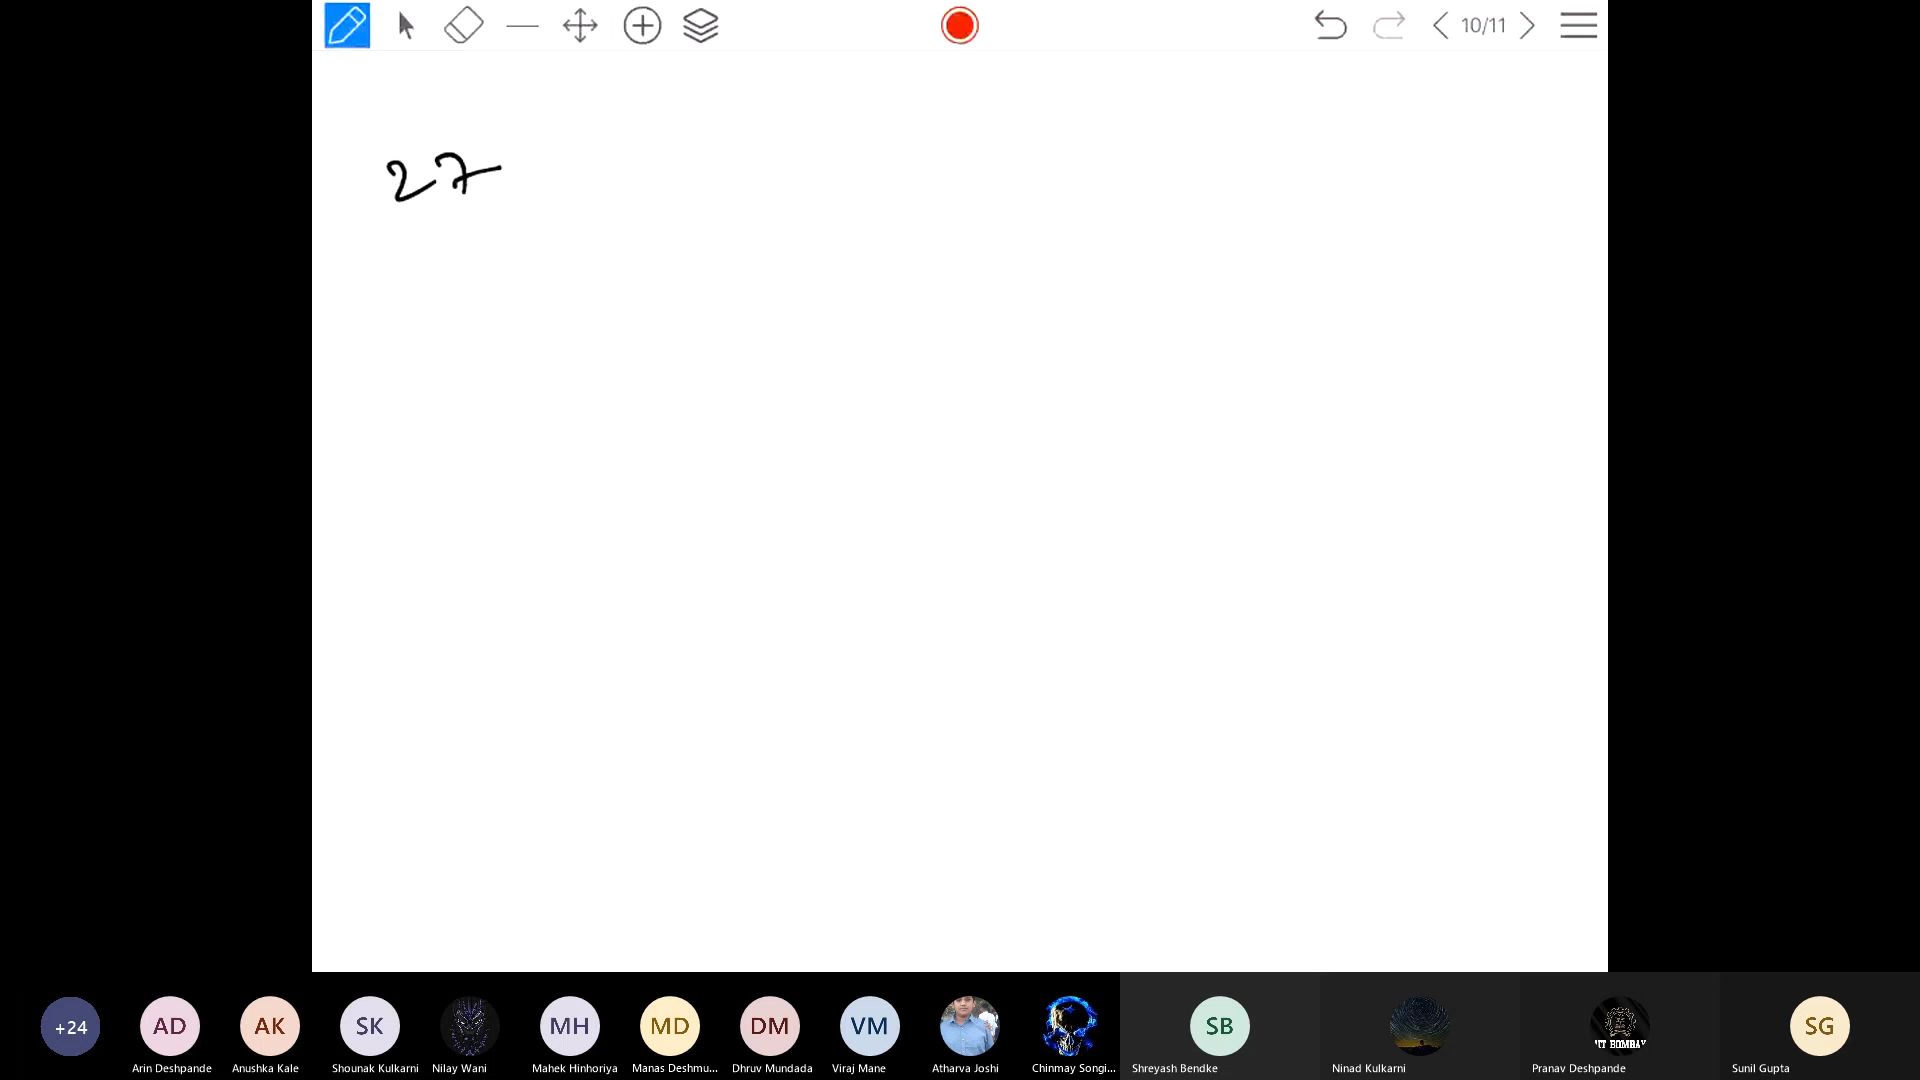 10/11
27
+24
AD
AK
SK
MH
MD
DM
VM
SB
SG
Arin Deshpande
Anushka Kale
Shounak Kulkarni
Nilay Wani
Mahek Hinhoriya
Manas Deshmu...
Dhruv Mundada
Viraj Mane
Atharva Joshi
Chinmay Songi...
Shreyash Bendke
Ninad Kulkarni
Pranav Deshpande
Sunil Gupta